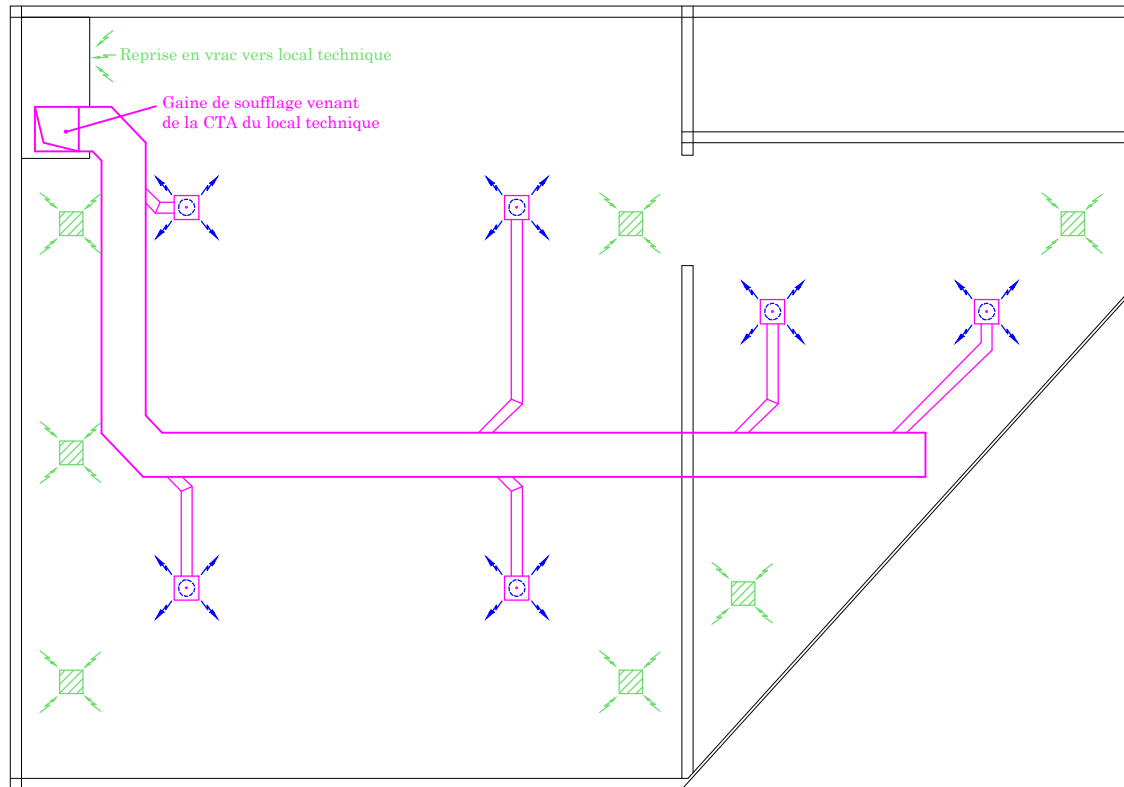 Reprise en vrac vers local technique
Gaine de soufflage venant
de la CTA du local technique